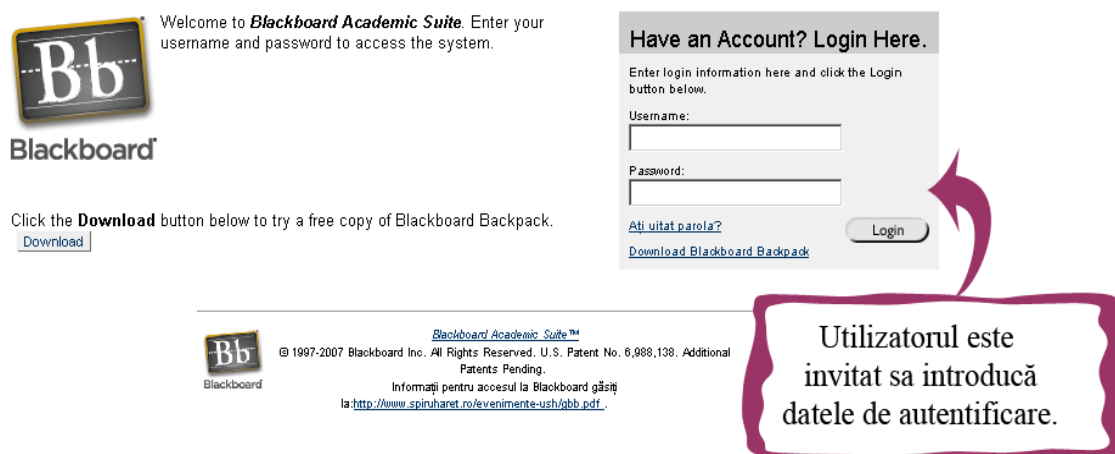 Welcome to Blackboard Academic Suite. Enter your
username and password to access the system.
Bb
Blackboard
Click the Download button below to try a free copy of Blackboard Backpack.
Download
Have an Account? Login Here.
Enter login information here and click the Login
button below.
Username:
Password:
Aţi uitat parola?
Login
Download Blackboard Backpack
Utilizatorul este
invitat sa introducă
datele de autentificare.
Bb
Blackboard
Blackboard Academic Suite™
© 1997-2007 Blackboard Inc. All Rights Reserved. U.S. Patent No. 6,988,138. Additional
Patents Pending.
Informaţii pentru accesul la Blackboard găsiţi
la:http://www.spiruharet.ro/evenimente-ush/gbb.pdf .